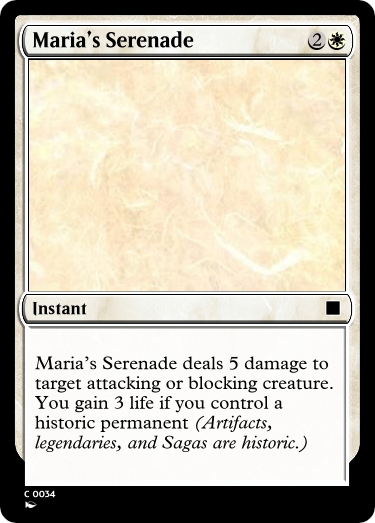 Maria's Serenade 2
Instant
Maria's Serenade deals 5 damage to
target attacking or blocking creature.
You gain 3 life if you control a
historic permanent (Artifacts,
legendaries, and Sagas are historic.)
C 0034